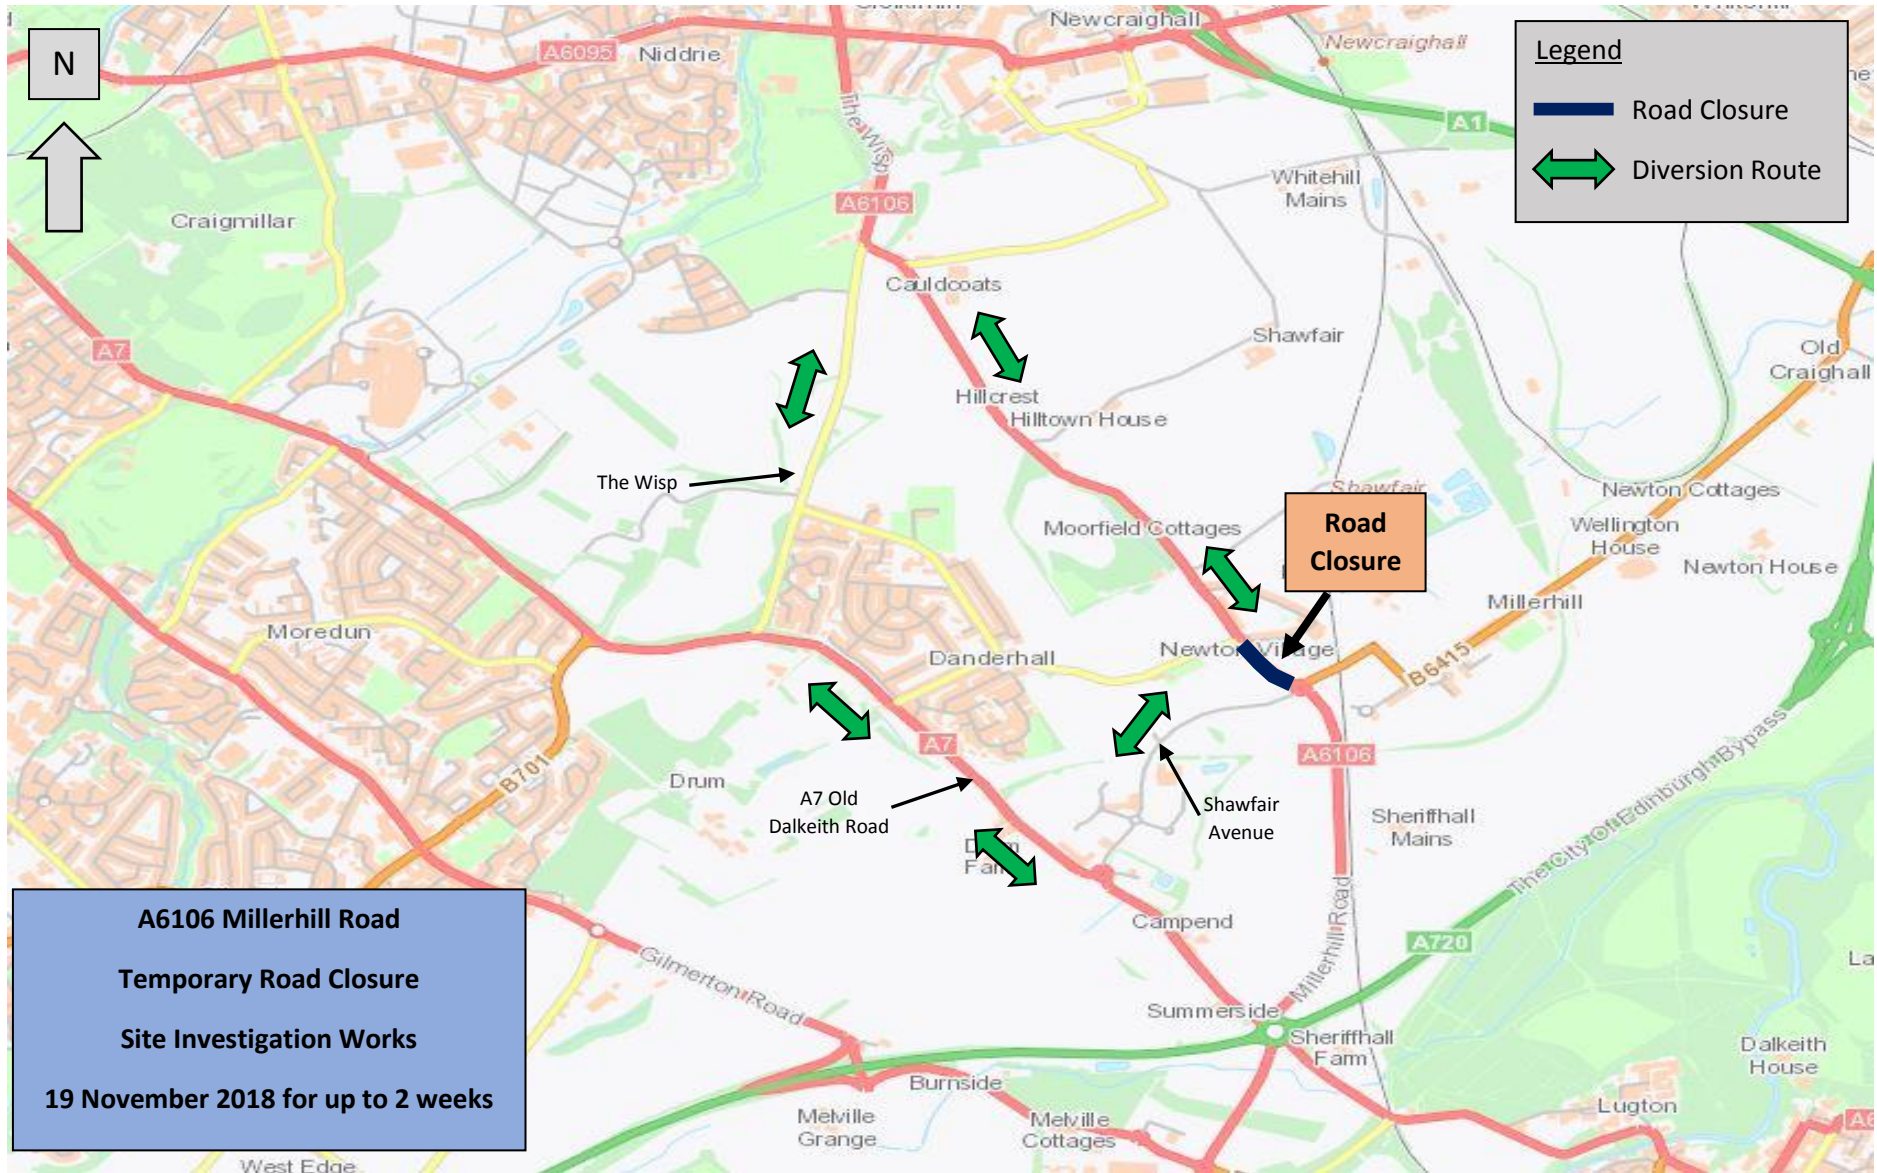 Newcraighall
Newcraighall
N
A6095
Niddrie
Legend
Road Closure
Diversion Route
A1
The Wisp
Whitehill
Mains
A6106
Craigmillar
Cauldcoats
Shawfair
Old
Craighall
A7
Hillcrest
Hilltown House
The Wisp
Shawfair
Newton Cottages
Moorfield Cottages
Road
Closure
Wellington
House
Newton House
Millerhill
Moredun
Danderhall
Newton Village
B6415
A7
A6106
B701
Drum
A7 Old
Dalkeith Road
Shawfair
Avenue
Sheriffhall
Mains
The City Of Edinburgh Bypass
Campend
Millerhill Road
A720
A6106 Millerhill Road
Temporary Road Closure
Site Investigation Works
19 November 2018 for up to 2 weeks
Gilmerton Road
Summerside
Sheriffhall
Farm
Dalkeith
House
Burnside
Melville
Grange
Melville
Cottages
Lugton
West Edge